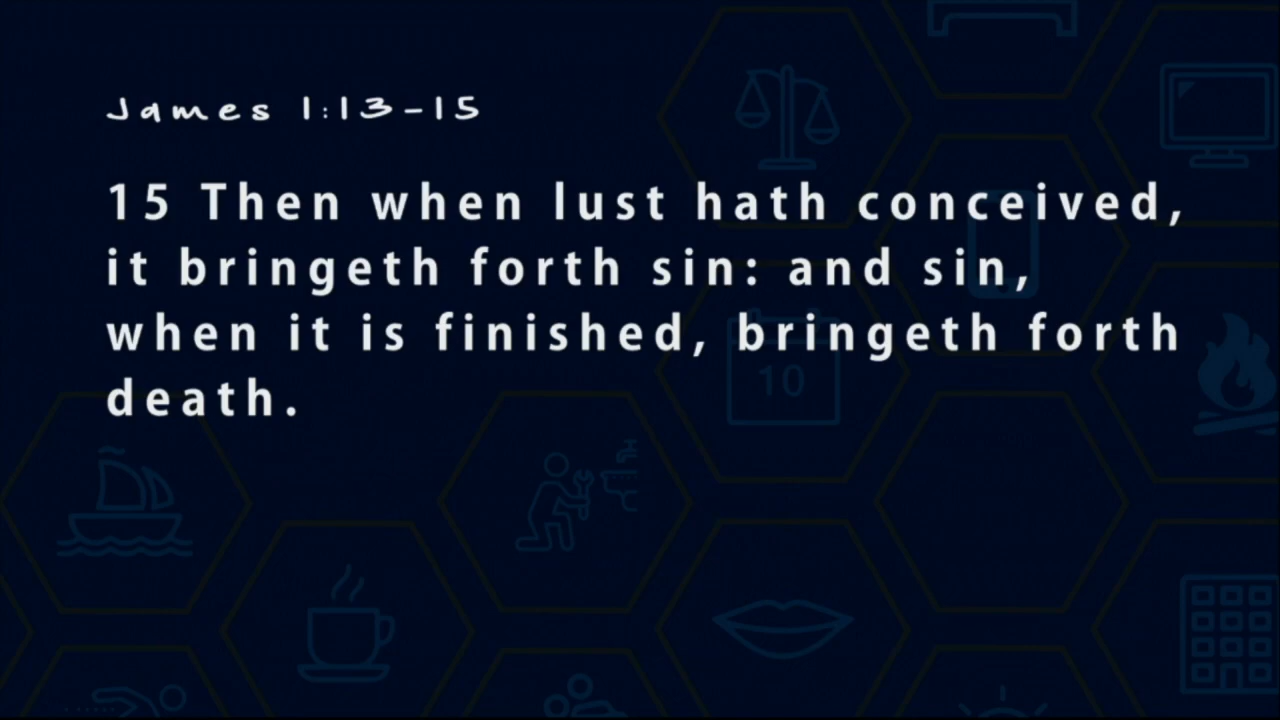 James 1:13-15
15 Then when lust hath conceived,
it bringeth forth sin: and sin,
when it is finished, bringeth forth
death.
10